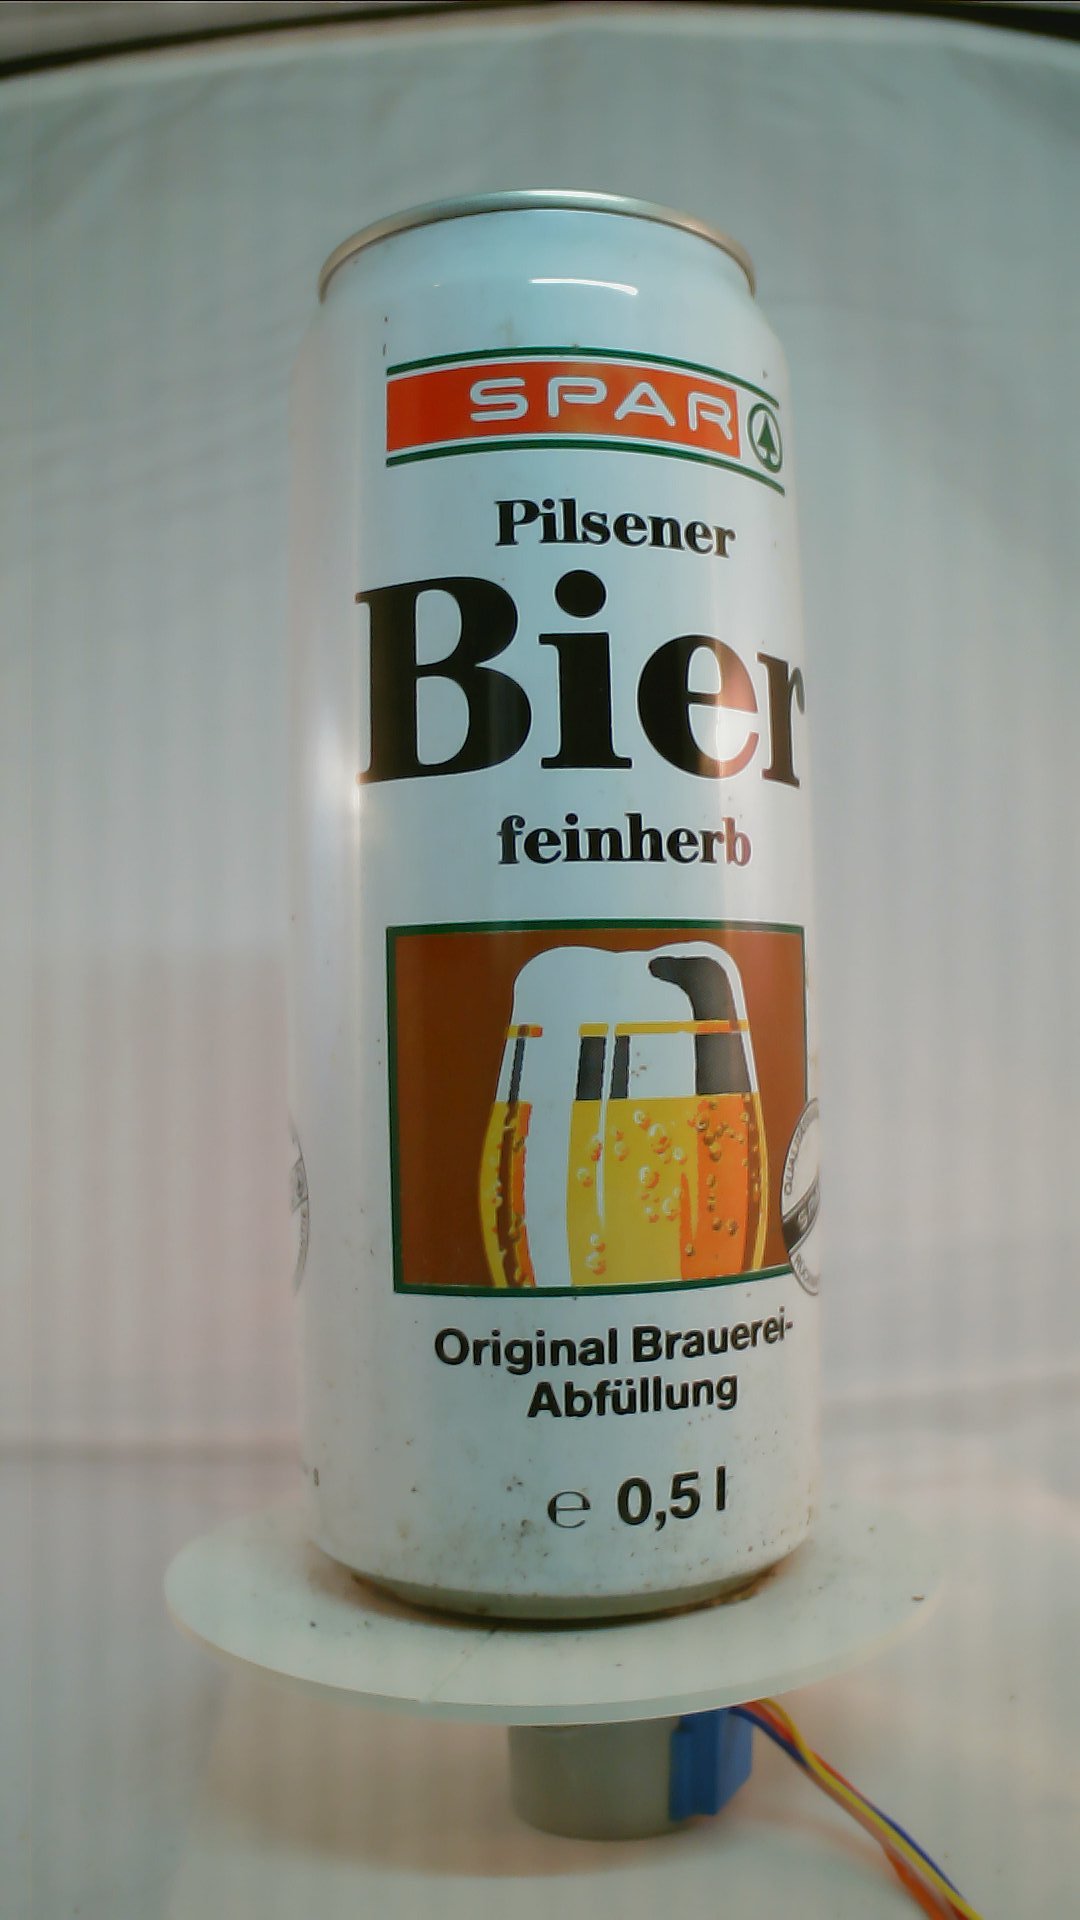 SPAR
Pilsener
Bier
feinherb
Original Brauerei-
Abfüllung
e 0,5 l